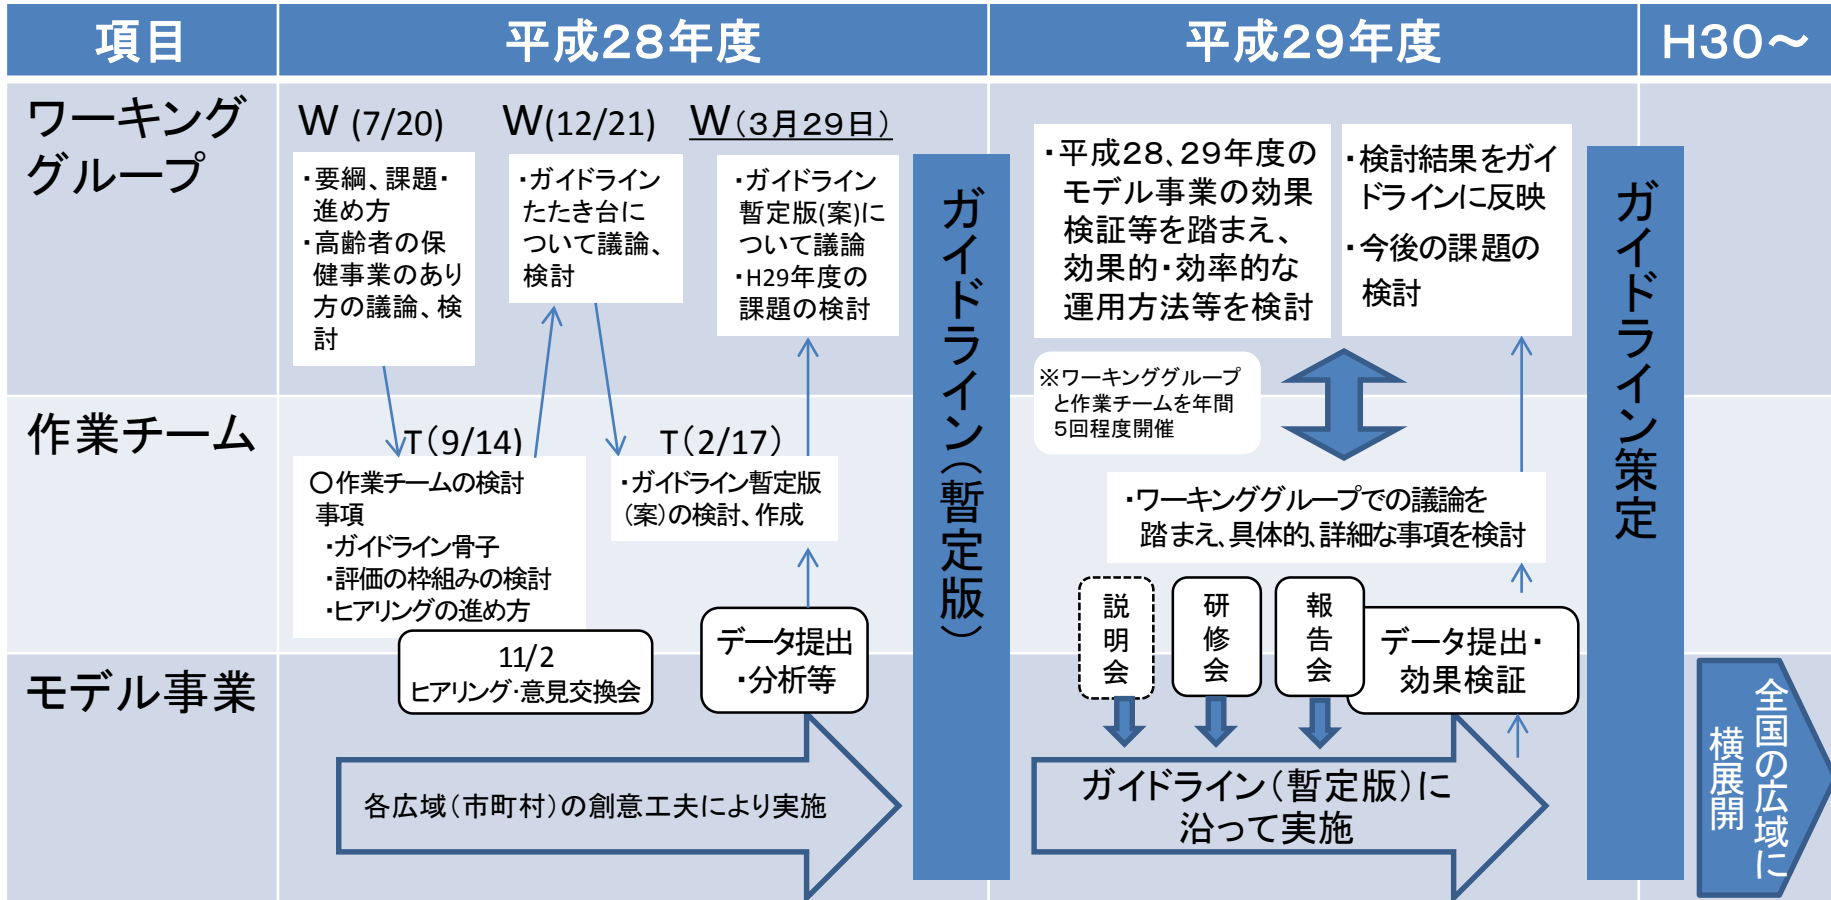 項目
平成28年度
平成29年度
H30～
ワーキング
グループ
W (7/20)
・要綱、課題・
進め方
・高齢者の保
健事業のあり
方の議論、検
討
W(12/21)
・ガイドライン
たたき台に
ついて議論、
検討
W(3月29日)
・ガイドライン
暫定版(案)に
ついて議論
・H29年度の
課題の検討
ガイドライン(暫定版)
・平成28、29年度の
モデル事業の効果
検証等を踏まえ、
効果的・効率的な
運用方法等を検討
・検討結果をガイ
ドラインに反映
・今後の課題の
検討
※ワーキンググループ
と作業チームを年間
5回程度開催
ガイドライン策定
作業チーム
T(9/14)
○作業チームの検討
事項
・ガイドライン骨子
・評価の枠組みの検討
・ヒアリングの進め方
T(2/17)
・ガイドライン暫定版
(案)の検討、作成
・ワーキンググループでの議論を
踏まえ、具体的、詳細な事項を検討
モデル事業
11/2
ヒアリング・意見交換会
データ提出
・分析等
説明会
研修会
報告会
データ提出・
効果検証
各広域(市町村)の創意工夫により実施
ガイドライン(暫定版)に
沿って実施
全国の広域に
横展開